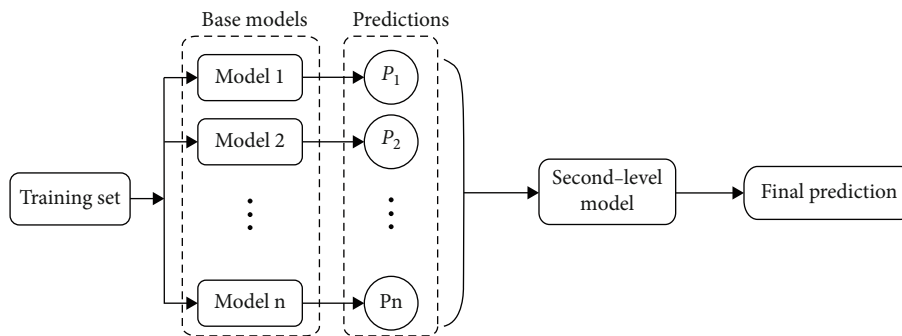 Base models
Predictions
Model 1
P1
Model 2
P2
Training set
Second–level
model
Final prediction
Model n
Pn